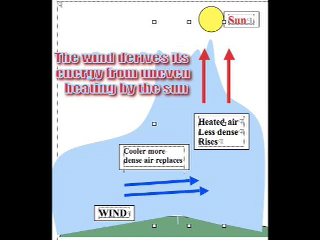 Sun
The wind derives its
energy from uneven
heating by the sun
Heated air
Less dense
Rises
Cooler more
dense air replaces
WIND